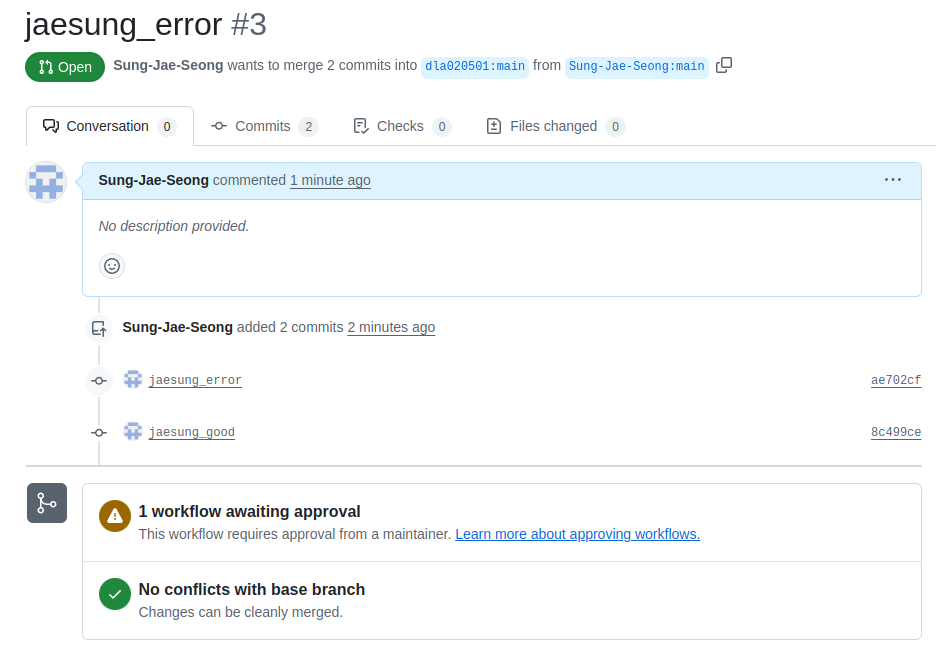 jaesung_error #3
Open Sung-Jae-Seong wants to merge 2 commits into dla020501:main from Sung-Jae-Seong:main
Conversation 0 Commits 2 Checks 0 Files changed 0
Sung-Jae-Seong commented 1 minute ago
No description provided.
Sung-Jae-Seong added 2 commits 2 minutes ago
jaesung_error ae702cf
jaesung_good 8c499ce
1 workflow awaiting approval
This workflow requires approval from a maintainer. Learn more about approving workflows.
No conflicts with base branch
Changes can be cleanly merged.